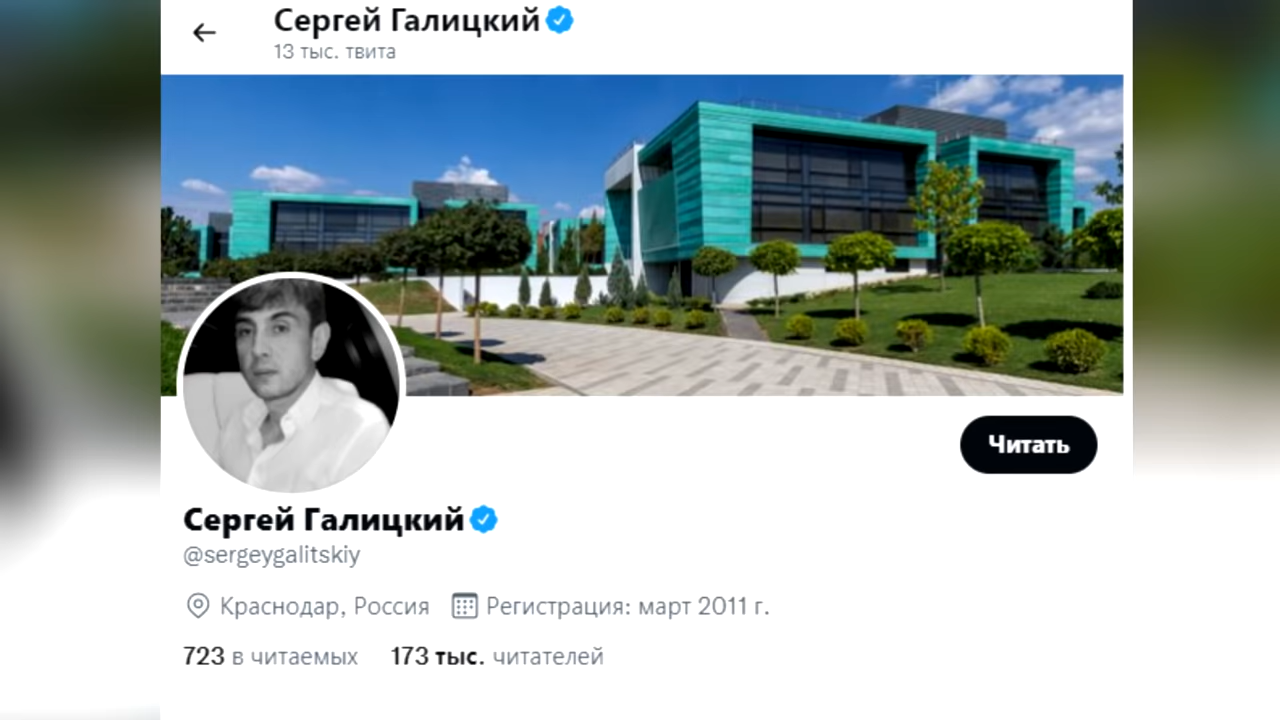 Сергей Галицкий
13 тыс. твита
Читать
Сергей Галицкий
@sergeygalitskiy
Краснодар, Россия Регистрация: март 2011 г.
723 в читаемых 173 тыс. читателей